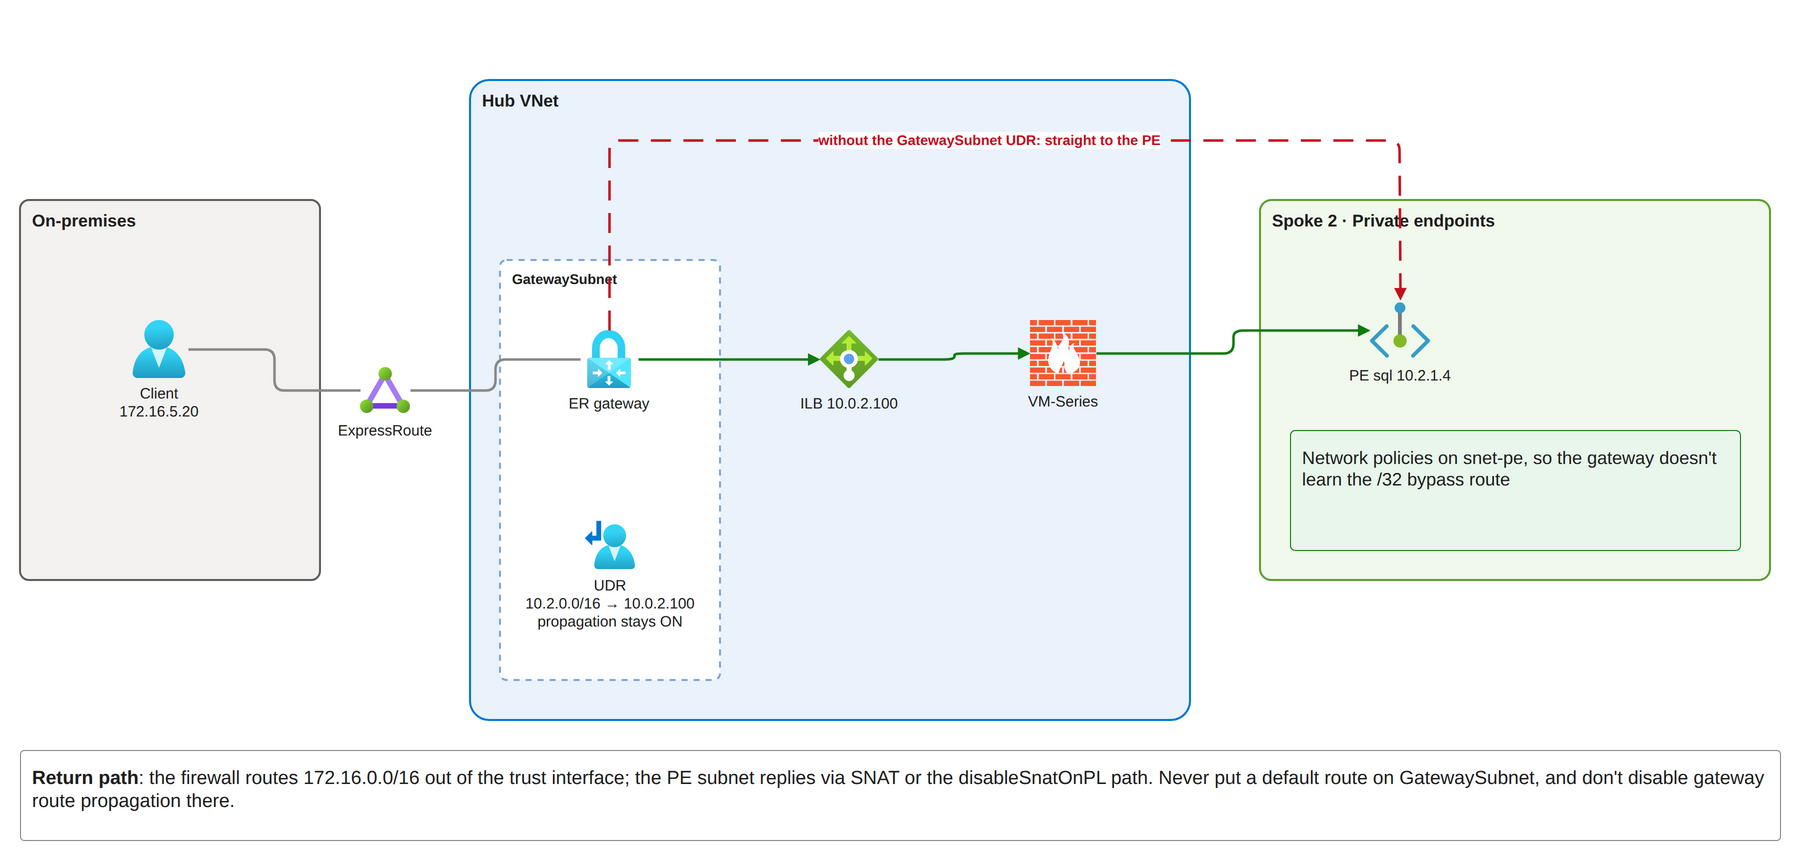 Hub VNet
without the GatewaySubnet UDR: straight to the PE
On-premises
Spoke 2 · Private endpoints
GatewaySubnet
Client
172.16.5.20
ExpressRoute
ER gateway
ILB 10.0.2.100
VM-Series
PE sql 10.2.1.4
Network policies on snet-pe, so the gateway doesn't
learn the /32 bypass route
UDR
10.2.0.0/16 → 10.0.2.100
propagation stays ON
Return path: the firewall routes 172.16.0.0/16 out of the trust interface; the PE subnet replies via SNAT or the disableSnatOnPL path. Never put a default route on GatewaySubnet, and don't disable gateway
route propagation there.